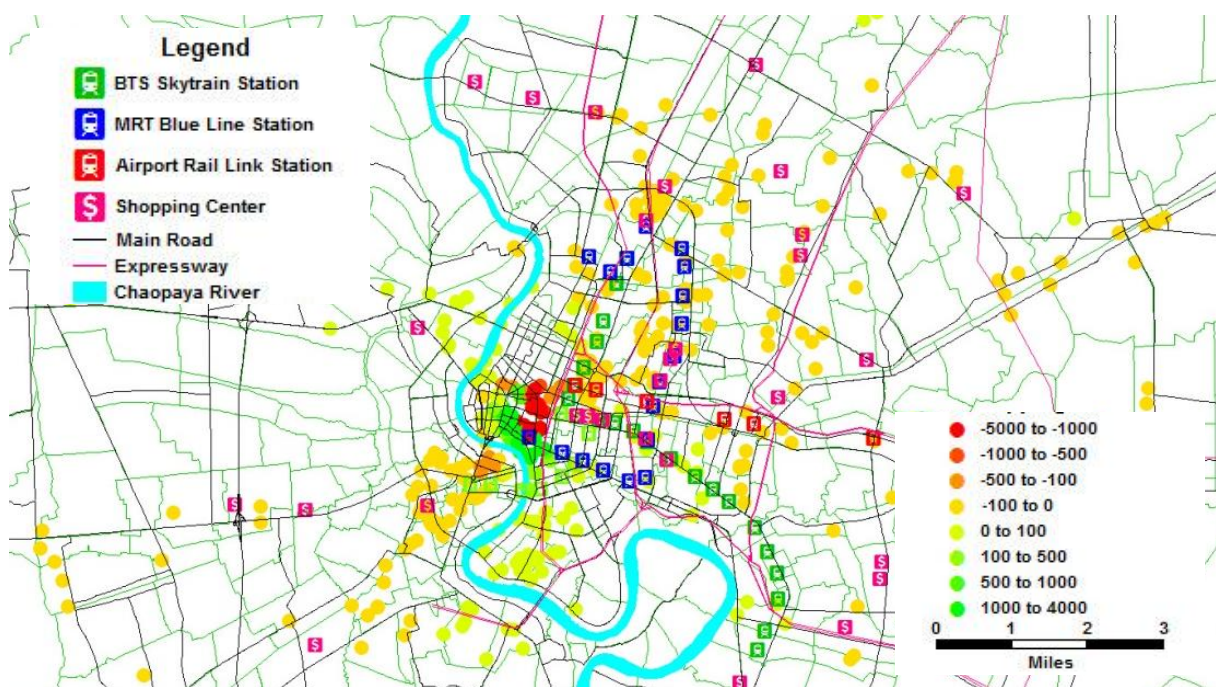 Legend
BTS Skytrain Station
MRT Blue Line Station
Airport Rail Link Station
$ Shopping Center
Main Road
Expressway
Chaopaya River
-5000 to -1000
-1000 to -500
-500 to -100
-100 to 0
0 to 100
100 to 500
500 to 1000
1000 to 4000
0 1 2 3
Miles